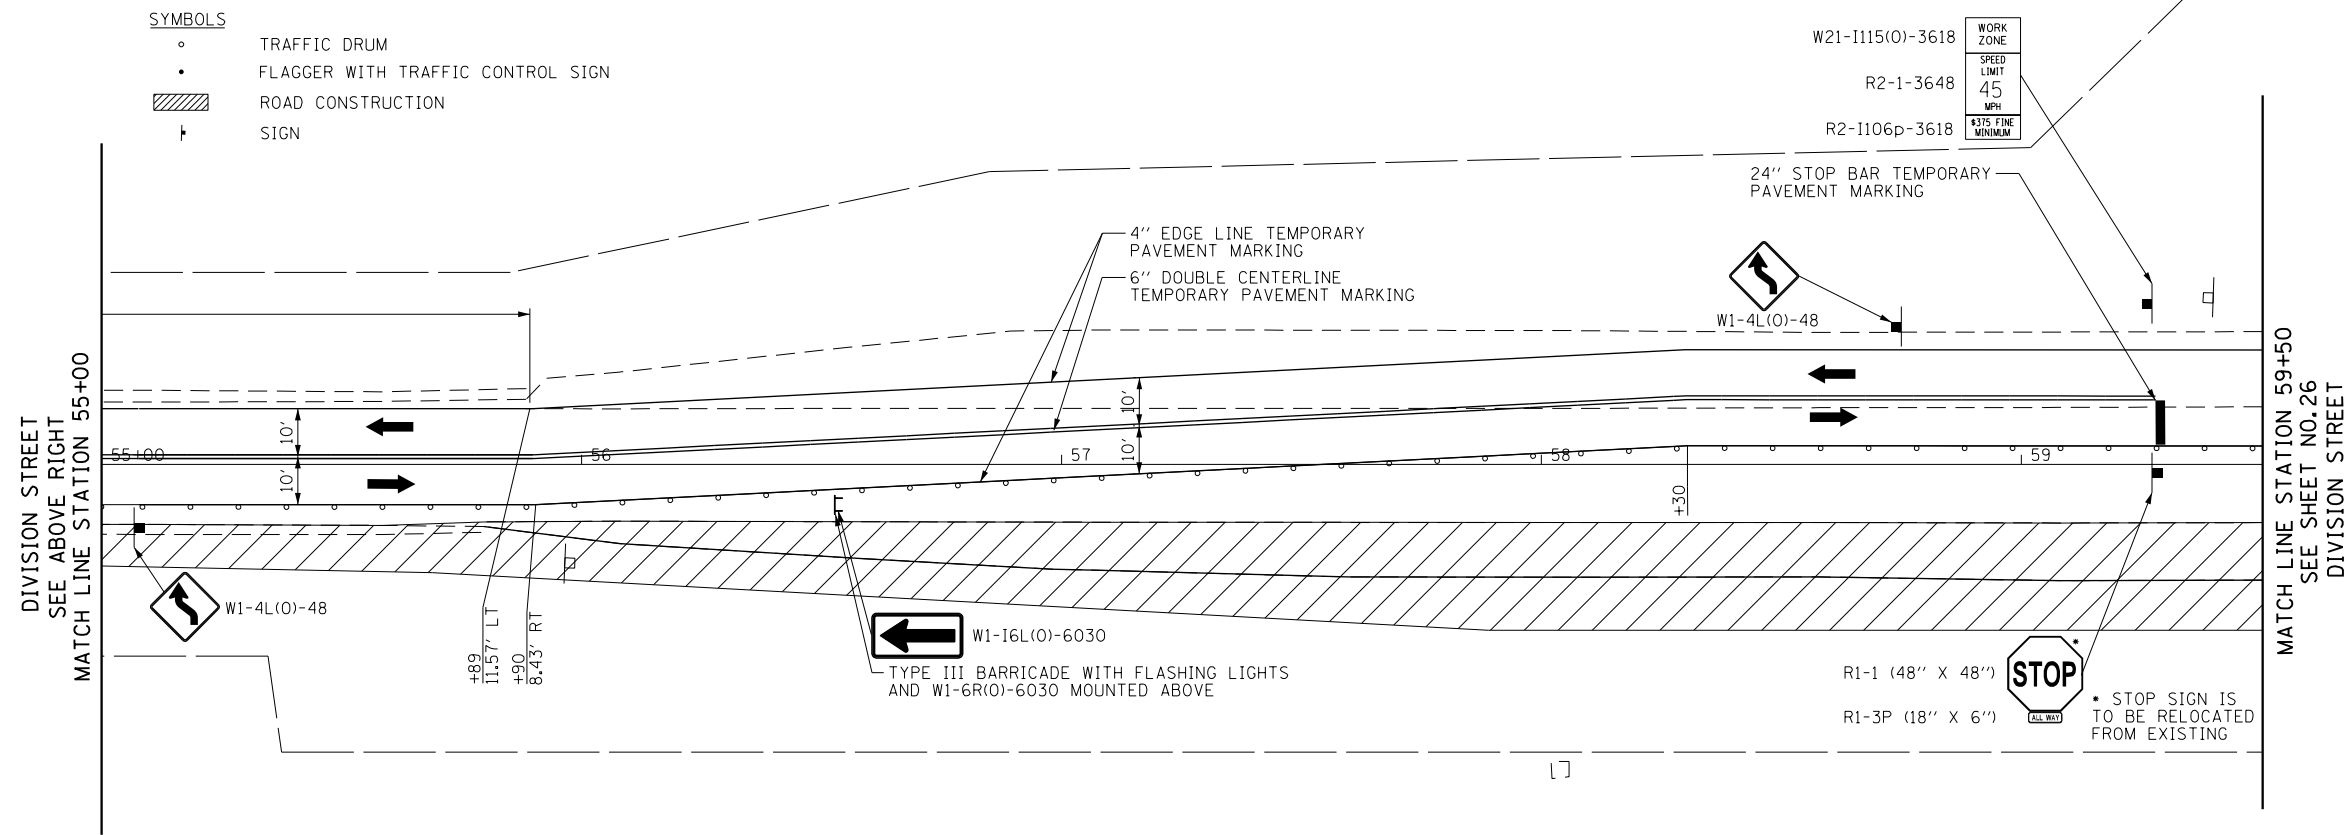 SYMBOLS
TRAFFIC DRUM
FLAGGER WITH TRAFFIC CONTROL SIGN
ROAD CONSTRUCTION
SIGN
W21-I115(O)-3618
WORK
ZONE
R2-1-3648
SPEED
LIMIT
45
MPH
R2-I106p-3618
$375 FINE
MINIMUM
24'' STOP BAR TEMPORARY
PAVEMENT MARKING
4'' EDGE LINE TEMPORARY
PAVEMENT MARKING
6'' DOUBLE CENTERLINE
TEMPORARY PAVEMENT MARKING
W1-4L(O)-48
DIVISION STREET
SEE ABOVE RIGHT
MATCH LINE STATION 55+00
10'
10'
10'
10'
55+00
56
57
58
59
+30
MATCH LINE STATION 59+50
SEE SHEET NO.26
DIVISION STREET
W1-4L(O)-48
+89
11.57' LT
+90
8.43' RT
W1-I6L(O)-6030
TYPE III BARRICADE WITH FLASHING LIGHTS
AND W1-6R(O)-6030 MOUNTED ABOVE
R1-1 (48'' X 48'')
STOP
*
R1-3P (18'' X 6'')
ALL WAY
* STOP SIGN IS
TO BE RELOCATED
FROM EXISTING